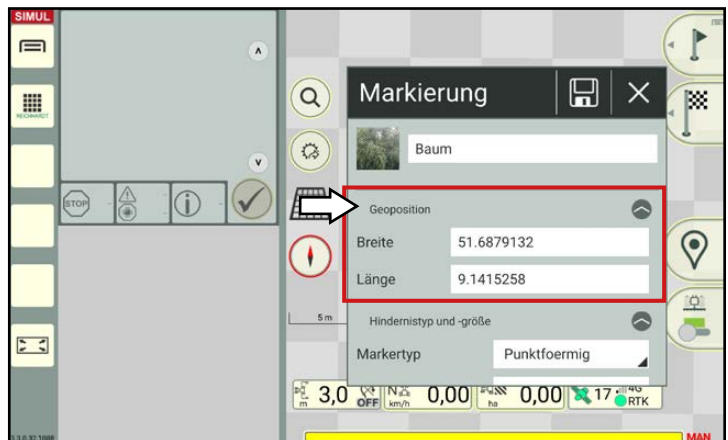 SIMUL
REICHHARDT
STOP
Markierung
Baum
Geoposition
Breite 51.6879132
Länge 9.1415258
5 m
Hindernistyp und -größe
Markertyp Punktfoermig
m 3,0 OFF N km/h 0,00 ha 0,00 17 4G RTK
MAN